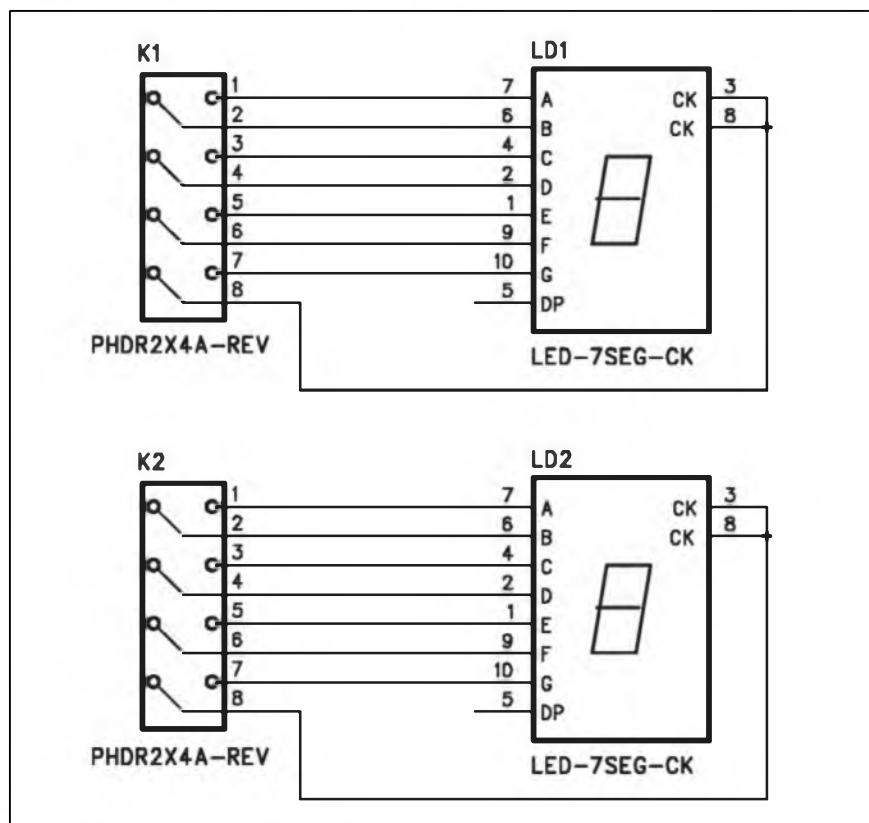 K1
LD1
1 7 A CK 3
2 6 B CK 8
3 4 C
4 2 D
5 1 E
6 9 F
7 10 G
8 5 DP
PHDR2X4A-REV
LED-7SEG-CK
K2
LD2
1 7 A CK 3
2 6 B CK 8
3 4 C
4 2 D
5 1 E
6 9 F
7 10 G
8 5 DP
PHDR2X4A-REV
LED-7SEG-CK